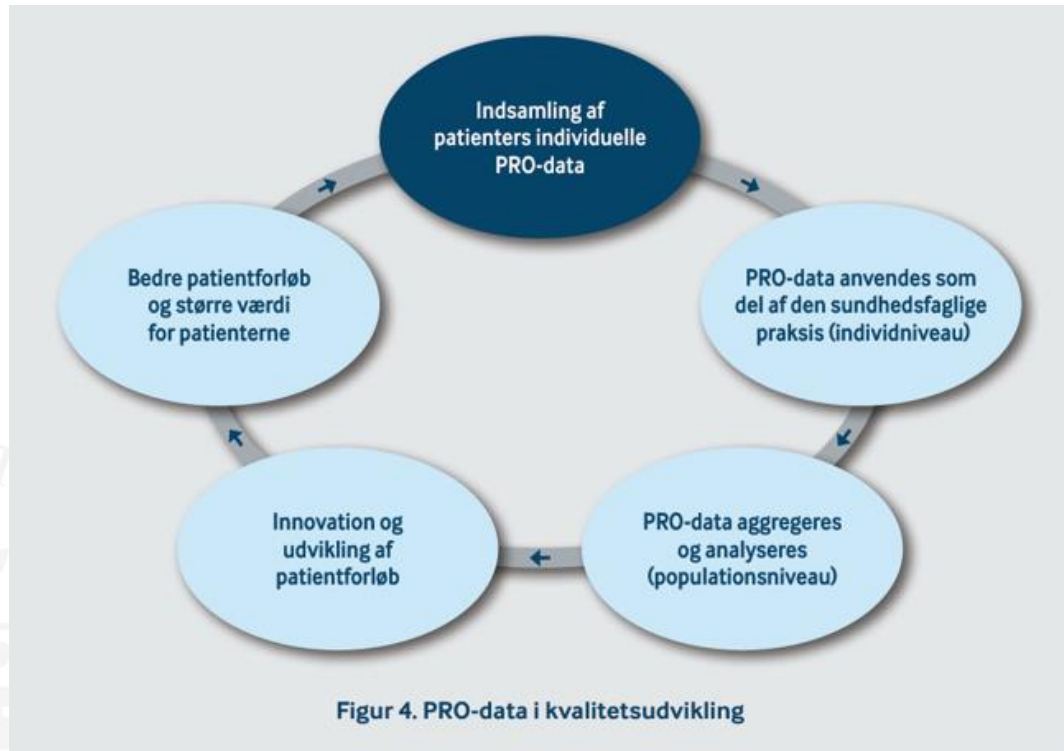 Indsamling af
patienters individuelle
PRO-data
PRO-data anvendes som
del af den sundhedsfaglige
praksis (individniveau)
PRO-data aggregeres
og analyseres
(populationsniveau)
Innovation og
udvikling af
patientforløb
Bedre patientforløb
og større værdi
for patienterne
Figur 4. PRO-data i kvalitetsudvikling